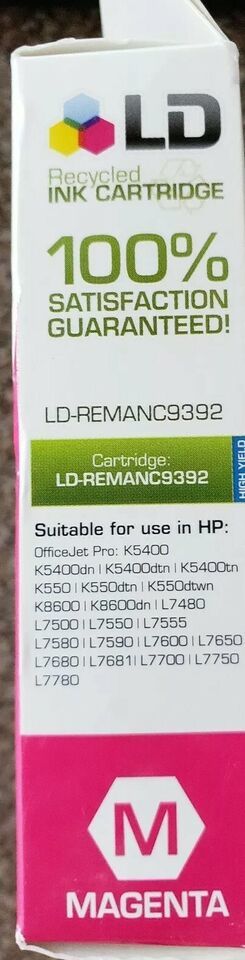 LD
Recycled
INK CARTRIDGE
100%
SATISFACTION
GUARANTEED!
LD-REMANC9392
Cartridge:
LD-REMANC9392
HIGH YIELD
Suitable for use in HP:
OfficeJet Pro: K5400
K5400dn | K5400dtn | K5400tn
K550 | K550dtn | K550dtwn
K8600 | K8600dn | L7480
L7500 | L7550 | L7555
L7580 | L7590 | L7600 | L7650
L7680 | L7681| L7700 | L7750
L7780
M
MAGENTA